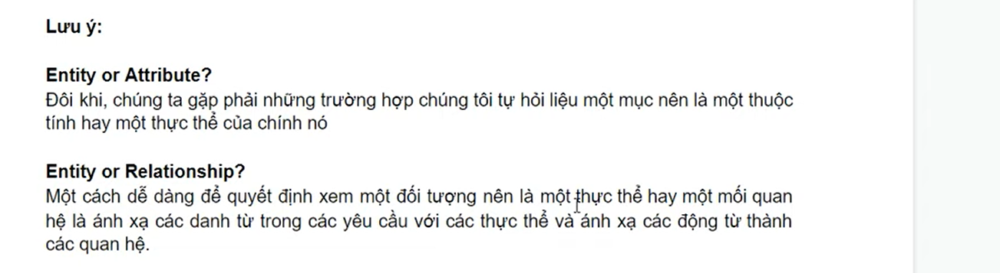 Lưu ý:
Entity or Attribute?
Đôi khi, chúng ta gặp phải những trường hợp chúng tôi tự hỏi liệu một mục nên là một thuộc
tính hay một thực thể của chính nó
Entity or Relationship?
Một cách dễ dàng để quyết định xem một đối tượng nên là một thực thể hay một mối quan
hệ là ánh xạ các danh từ trong các yêu cầu với các thực thể và ánh xạ các động từ thành
các quan hệ.